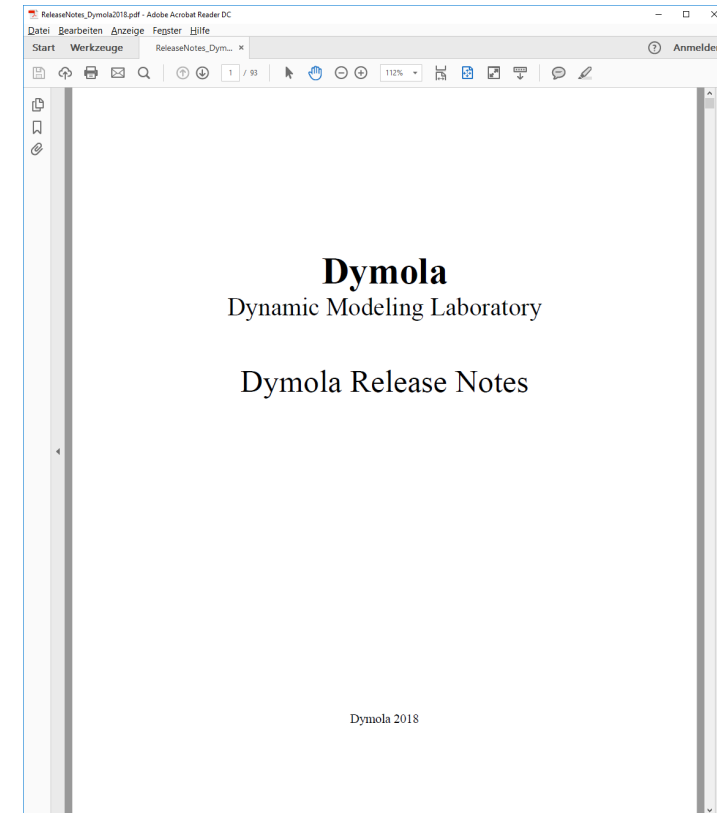 ReleaseNotes_Dymola2018.pdf - Adobe Acrobat Reader DC
Datei Bearbeiten Anzeige Fenster Hilfe
Start Werkzeuge ReleaseNotes_Dym... × ? Anmelden
1 / 93 112%
Dymola
Dynamic Modeling Laboratory
Dymola Release Notes
Dymola 2018